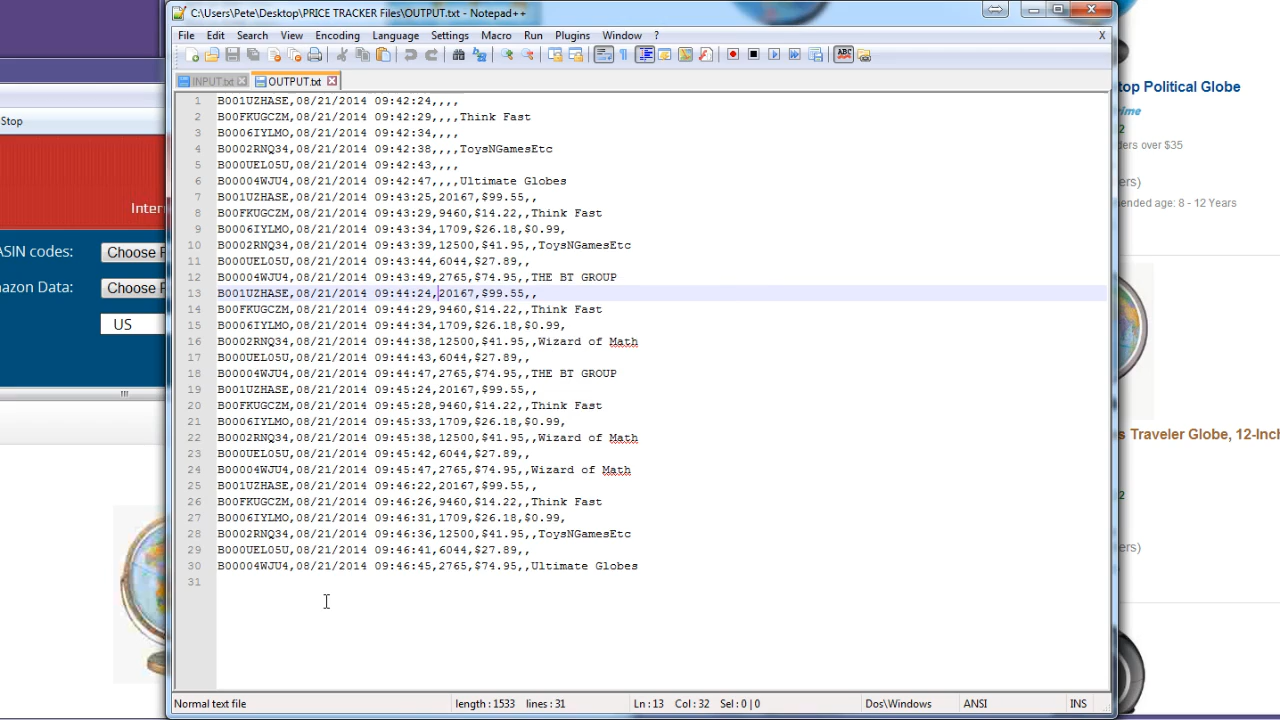 C:\Users\Pete\Desktop\PRICE TRACKER Files\OUTPUT.txt - Notepad++
File Edit Search View Encoding Language Settings Macro Run Plugins Window ? X
INPUT.txt OUTPUT.txt
1 B001UZHASE,08/21/2014 09:42:24,,,,
2 B00FKUGCZM,08/21/2014 09:42:29,,,,Think Fast
3 B0006IYLMO,08/21/2014 09:42:34,,,,
4 B0002RNQ34,08/21/2014 09:42:38,,,,ToysNGamesEtc
5 B000UEL05U,08/21/2014 09:42:43,,,,
6 B00004WJU4,08/21/2014 09:42:47,,,,Ultimate Globes
7 B001UZHASE,08/21/2014 09:43:25,20167,$99.55,,
8 B00FKUGCZM,08/21/2014 09:43:29,9460,$14.22,,Think Fast
9 B0006IYLMO,08/21/2014 09:43:34,1709,$26.18,$0.99,
10 B0002RNQ34,08/21/2014 09:43:39,12500,$41.95,,ToysNGamesEtc
11 B000UEL05U,08/21/2014 09:43:44,6044,$27.89,,
12 B00004WJU4,08/21/2014 09:43:49,2765,$74.95,,THE BT GROUP
13 B001UZHASE,08/21/2014 09:44:24,20167,$99.55,,
14 B00FKUGCZM,08/21/2014 09:44:29,9460,$14.22,,Think Fast
15 B0006IYLMO,08/21/2014 09:44:34,1709,$26.18,$0.99,
16 B0002RNQ34,08/21/2014 09:44:38,12500,$41.95,,Wizard of Math
17 B000UEL05U,08/21/2014 09:44:43,6044,$27.89,,
18 B00004WJU4,08/21/2014 09:44:47,2765,$74.95,,THE BT GROUP
19 B001UZHASE,08/21/2014 09:45:24,20167,$99.55,,
20 B00FKUGCZM,08/21/2014 09:45:28,9460,$14.22,,Think Fast
21 B0006IYLMO,08/21/2014 09:45:33,1709,$26.18,$0.99,
22 B0002RNQ34,08/21/2014 09:45:38,12500,$41.95,,Wizard of Math
23 B000UEL05U,08/21/2014 09:45:42,6044,$27.89,,
24 B00004WJU4,08/21/2014 09:45:47,2765,$74.95,,Wizard of Math
25 B001UZHASE,08/21/2014 09:46:22,20167,$99.55,,
26 B00FKUGCZM,08/21/2014 09:46:26,9460,$14.22,,Think Fast
27 B0006IYLMO,08/21/2014 09:46:31,1709,$26.18,$0.99,
28 B0002RNQ34,08/21/2014 09:46:36,12500,$41.95,,ToysNGamesEtc
29 B000UEL05U,08/21/2014 09:46:41,6044,$27.89,,
30 B00004WJU4,08/21/2014 09:46:45,2765,$74.95,,Ultimate Globes
31
Normal text file length : 1533 lines : 31 Ln : 13 Col : 32 Sel : 0 | 0 Dos\Windows ANSI INS
Stop
Inter
ASIN codes: Choose F
azon Data: Choose F
US
top Political Globe
ime
2
ders over $35
ers)
ended age: 8 - 12 Years
s Traveler Globe, 12-Inch
2
ers)